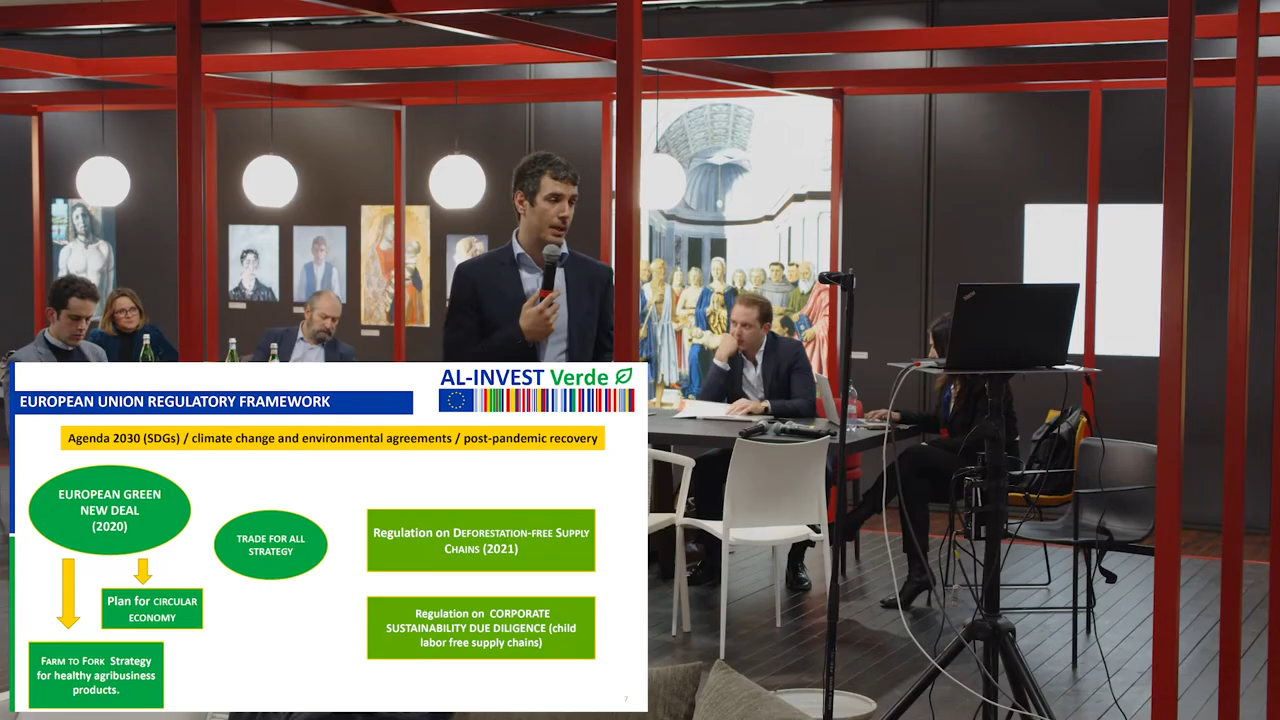 AL-INVEST Verde
EUROPEAN UNION REGULATORY FRAMEWORK
Agenda 2030 (SDGs) / climate change and environmental agreements / post-pandemic recovery
EUROPEAN GREEN
NEW DEAL
(2020)
TRADE FOR ALL
STRATEGY
Regulation on DEFORESTATION-FREE SUPPLY
CHAINS (2021)
Plan for CIRCULAR
ECONOMY
Regulation on CORPORATE
SUSTAINABILITY DUE DILIGENCE (child
labor free supply chains)
FARM TO FORK Strategy
for healthy agribusiness
products.
7